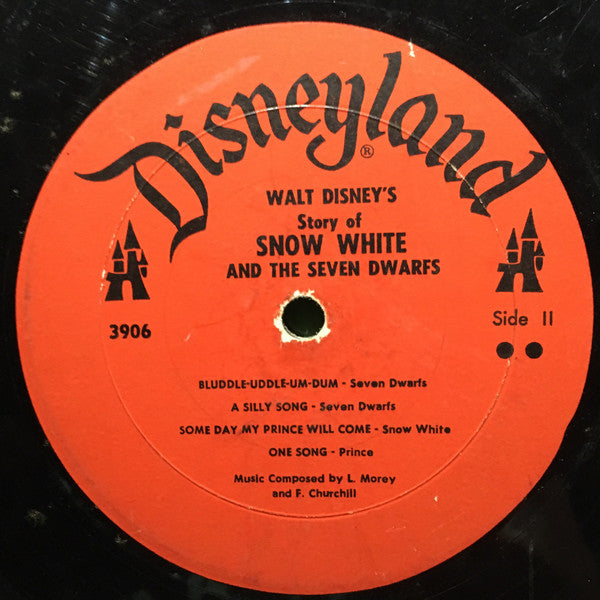 Disneyland
®
WALT DISNEY'S
Story of
SNOW WHITE
AND THE SEVEN DWARFS
3906
Side II
BLUDDLE-UDDLE-UM-DUM - Seven Dwarfs
A SILLY SONG - Seven Dwarfs
SOME DAY MY PRINCE WILL COME - Snow White
ONE SONG - Prince
Music Composed by L. Morey
and F. Churchill